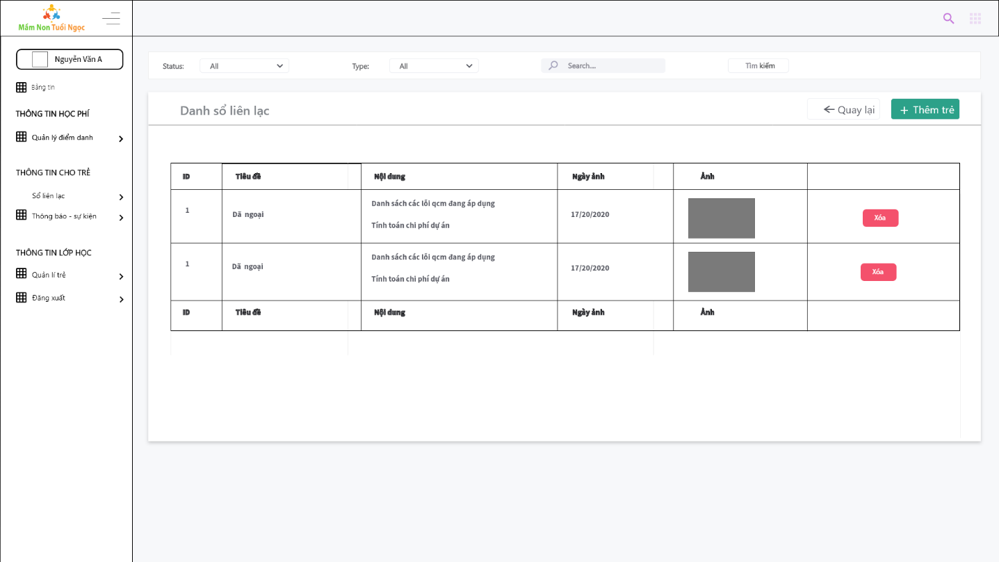 Mầm Non Tuổi Ngọc
Nguyễn Văn A
Bảng tin
THÔNG TIN HỌC PHÍ
Quản lý điểm danh
THÔNG TIN CHO TRẺ
Sổ liên lạc
Thông báo - sự kiện
THÔNG TIN LỚP HỌC
Quản lí trẻ
Đăng xuất
Status: All Type: All Search.... Tìm kiếm
Danh sổ liên lạc Quay lại + Thêm trẻ
ID Tiêu đề Nội dung Ngày ảnh Ảnh
1 Dã ngoại Danh sách các lỗi qcm đang áp dụng 17/20/2020 Xóa
Tính toán chi phí dự án
1 Dã ngoại Danh sách các lỗi qcm đang áp dụng 17/20/2020 Xóa
Tính toán chi phí dự án
ID Tiêu đề Nội dung Ngày ảnh Ảnh